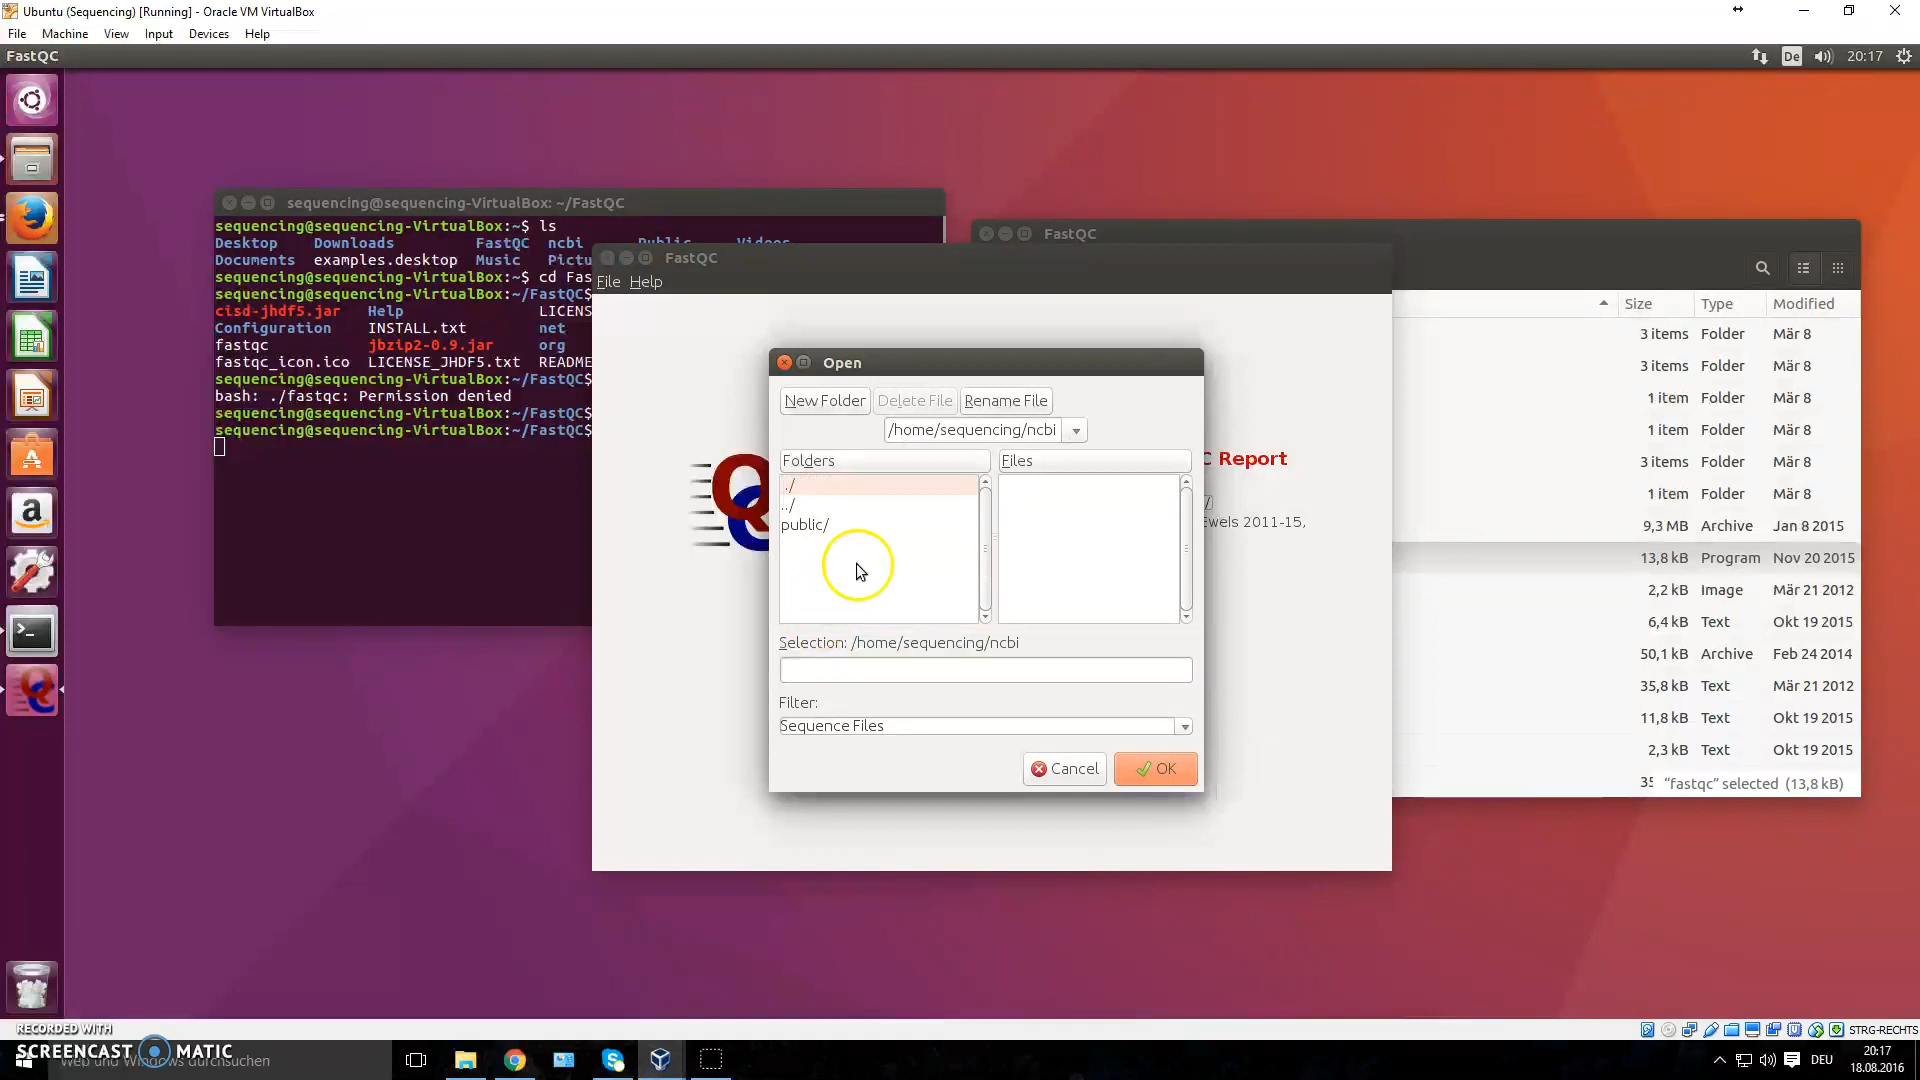 Ubuntu (Sequencing) [Running] - Oracle VM VirtualBox
File Machine View Input Devices Help
FastQC
De
20:17
sequencing@sequencing-VirtualBox: ~/FastQC
sequencing@sequencing-VirtualBox:~$ ls
Desktop Downloads FastQC ncbi Public Videos
Documents examples.desktop Music Pictu
sequencing@sequencing-VirtualBox:~$ cd Fas
sequencing@sequencing-VirtualBox:~/FastQC$
cisd-jhdf5.jar Help LICENS
Configuration INSTALL.txt net
fastqc jbzip2-0.9.jar org
fastqc_icon.ico LICENSE_JHDF5.txt README
sequencing@sequencing-VirtualBox:~/FastQC$
bash: ./fastqc: Permission denied
sequencing@sequencing-VirtualBox:~/FastQC$
sequencing@sequencing-VirtualBox:~/FastQC$
FastQC
File Help
C Report
Ewels 2011-15,
Open
New Folder Delete File Rename File
/home/sequencing/ncbi
Folders Files
./
../
public/
Selection: /home/sequencing/ncbi
Filter:
Sequence Files
Cancel OK
FastQC
Size Type Modified
3 items Folder Mär 8
3 items Folder Mär 8
1 item Folder Mär 8
1 item Folder Mär 8
3 items Folder Mär 8
1 item Folder Mär 8
9,3 MB Archive Jan 8 2015
13,8 kB Program Nov 20 2015
2,2 kB Image Mär 21 2012
6,4 kB Text Okt 19 2015
50,1 kB Archive Feb 24 2014
35,8 kB Text Mär 21 2012
11,8 kB Text Okt 19 2015
2,3 kB Text Okt 19 2015
"fastqc" selected (13,8 kB)
STRG-RECHTS
RECORDED WITH
SCREENCAST MATIC
Web und Windows durchsuchen
DEU
20:17
18.08.2016